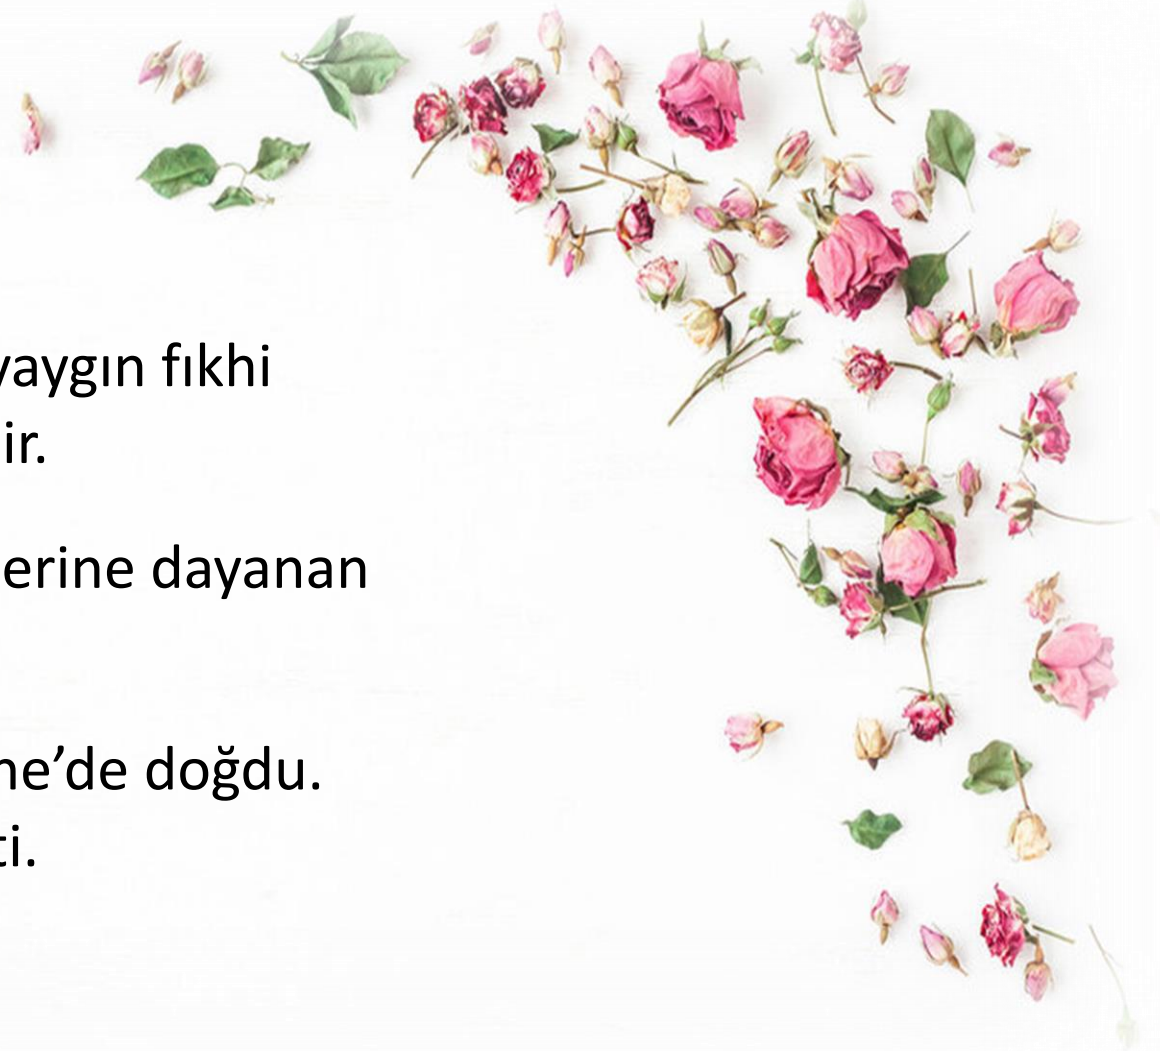 yaygın fıkhi
ir.
erine dayanan
ne’de doğdu.
ti.